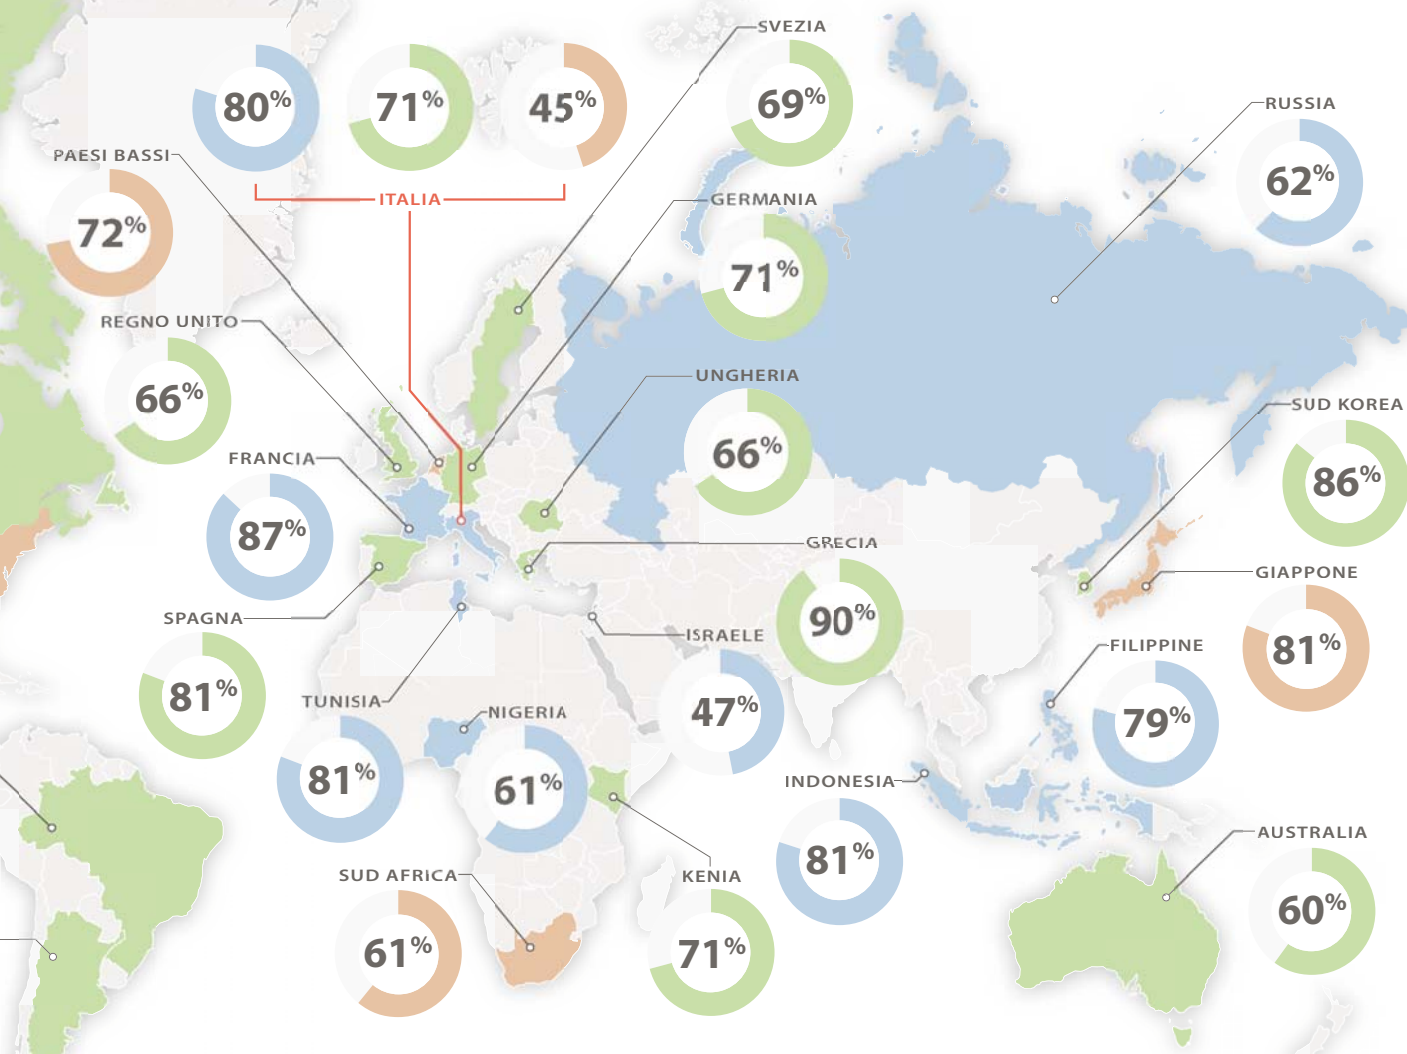 SVEZIA
69%
80%
71%
45%
ITALIA
RUSSIA
62%
PAESI BASSI
72%
GERMANIA
71%
REGNO UNITO
66%
UNGHERIA
66%
SUD KOREA
86%
FRANCIA
87%
GRECIA
90%
GIAPPONE
81%
SPAGNA
81%
ISRAELE
47%
FILIPPINE
79%
TUNISIA
81%
NIGERIA
61%
INDONESIA
81%
AUSTRALIA
60%
SUD AFRICA
61%
KENIA
71%